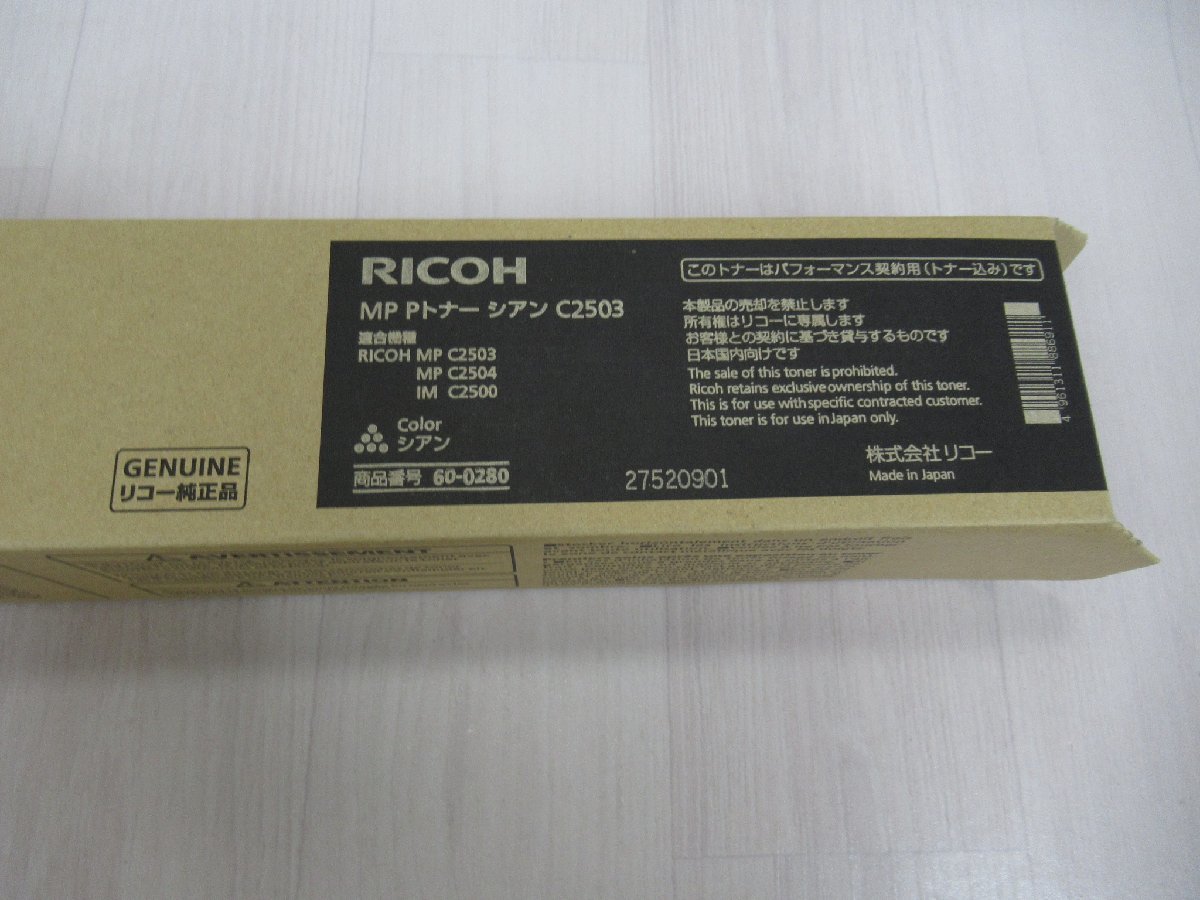 RICOH
MP Pトナー シアン C2503
適合機種
RICOH MP C2503
MP C2504
IM C2500
Color
シアン
商品番号 60-0280
このトナーはパフォーマンス契約用(トナー込み)です
本製品の売却を禁止します
所有権はリコーに専属します
お客様との契約に基づき貸与するものです
日本国内向けです
The sale of this toner is prohibited.
Ricoh retains exclusive ownership of this toner.
This is for use with specific contracted customer.
This toner is for use in Japan only.
27520901
株式会社リコー
Made in Japan
4 961311 886911
GENUINE
リコー純正品
AVERTISSEMENT
ATTENTION